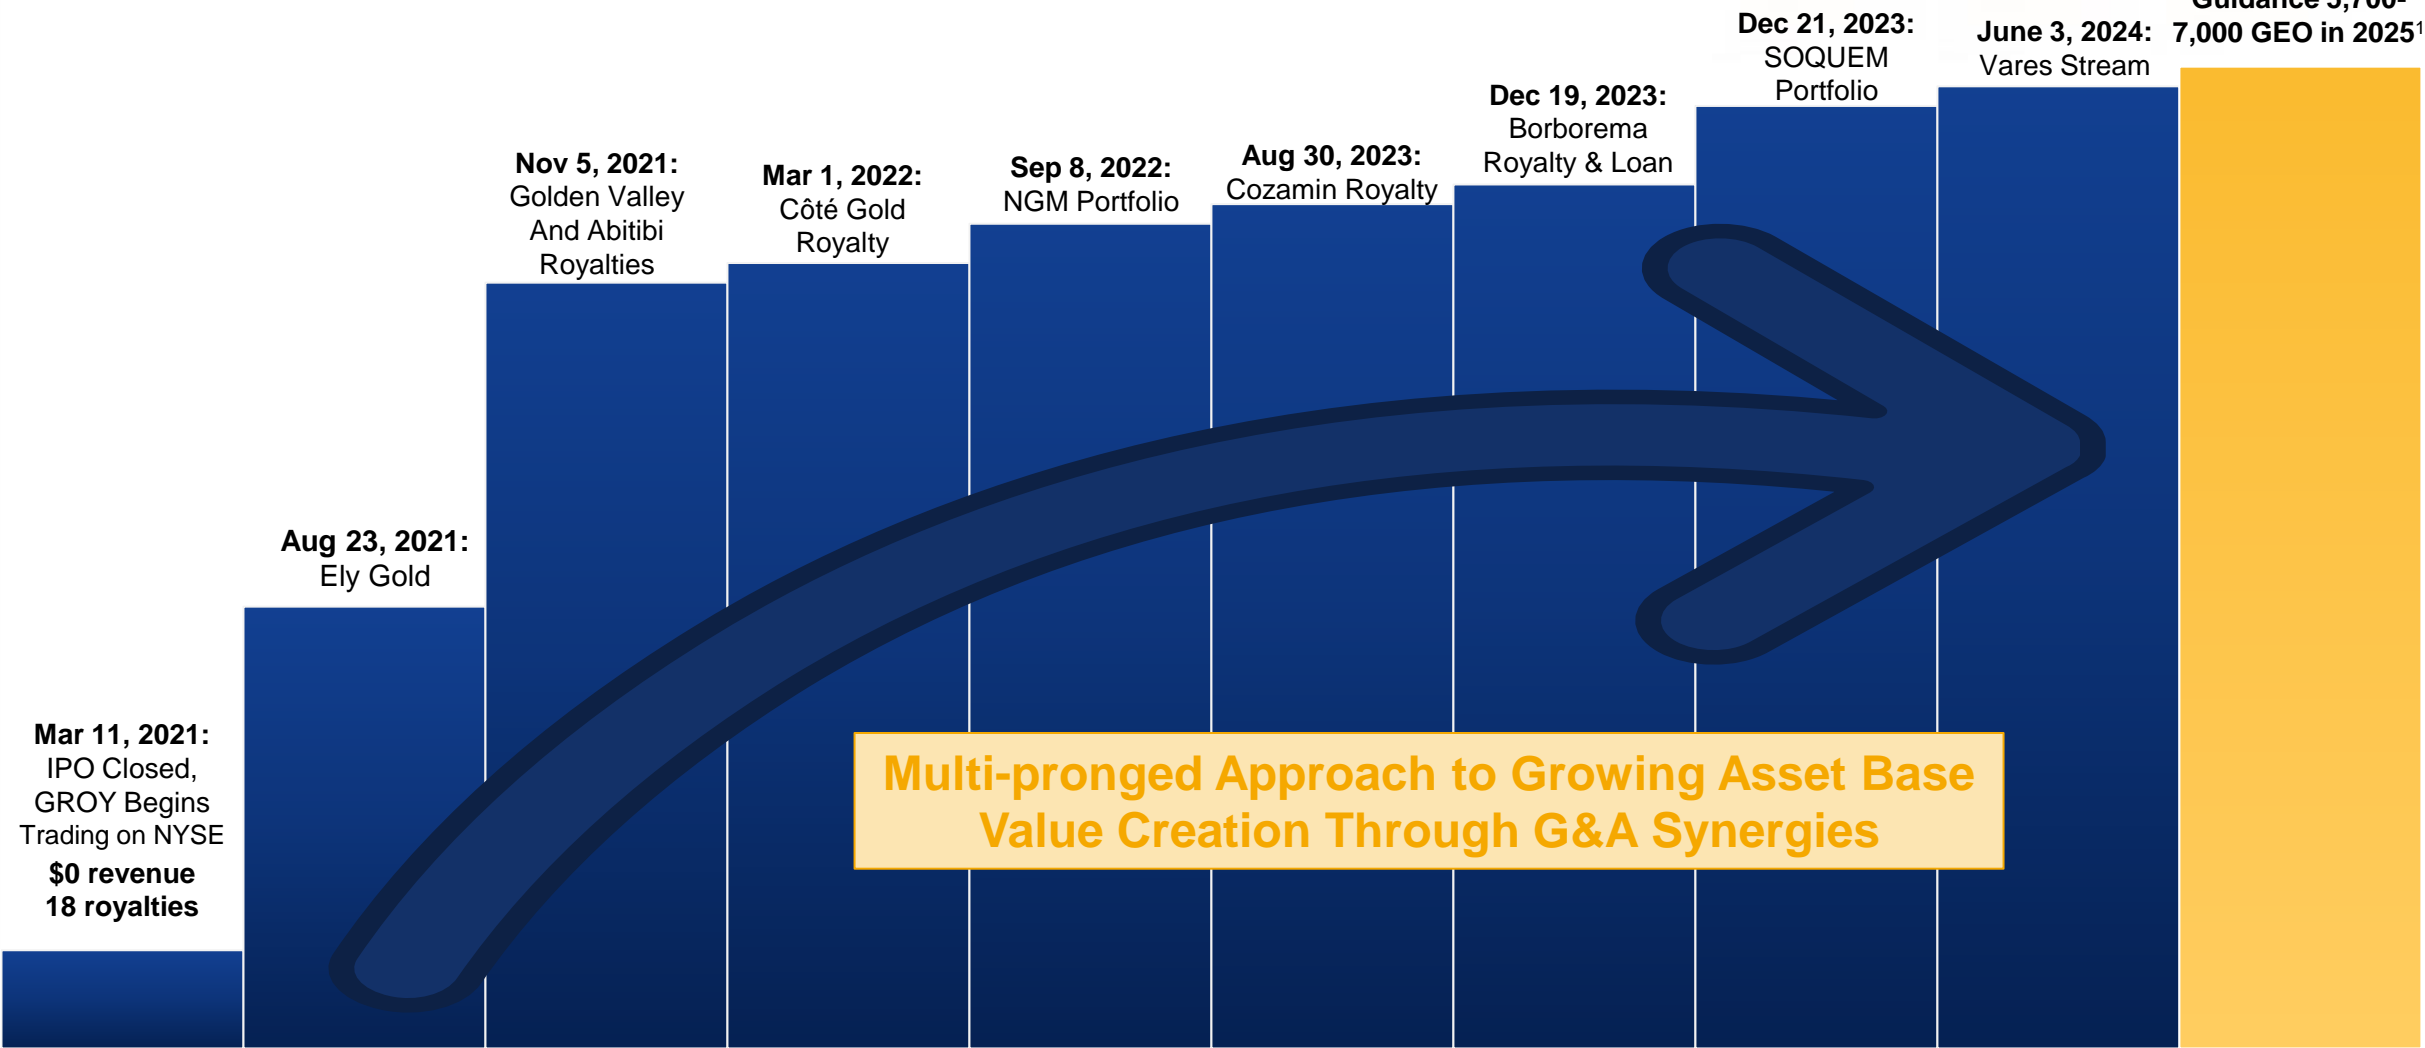 Mar 11, 2021:
IPO Closed,
GROY Begins
Trading on NYSE
$0 revenue
18 royalties
Aug 23, 2021:
Ely Gold
Nov 5, 2021:
Golden Valley
And Abitibi
Royalties
Mar 1, 2022:
Côté Gold
Royalty
Sep 8, 2022:
NGM Portfolio
Aug 30, 2023:
Cozamin Royalty
Dec 19, 2023:
Borborema
Royalty & Loan
Dec 21, 2023:
SOQUEM
Portfolio
June 3, 2024:
Vares Stream
Guidance 5,700-
7,000 GEO in 2025¹
Multi-pronged Approach to Growing Asset Base
Value Creation Through G&A Synergies